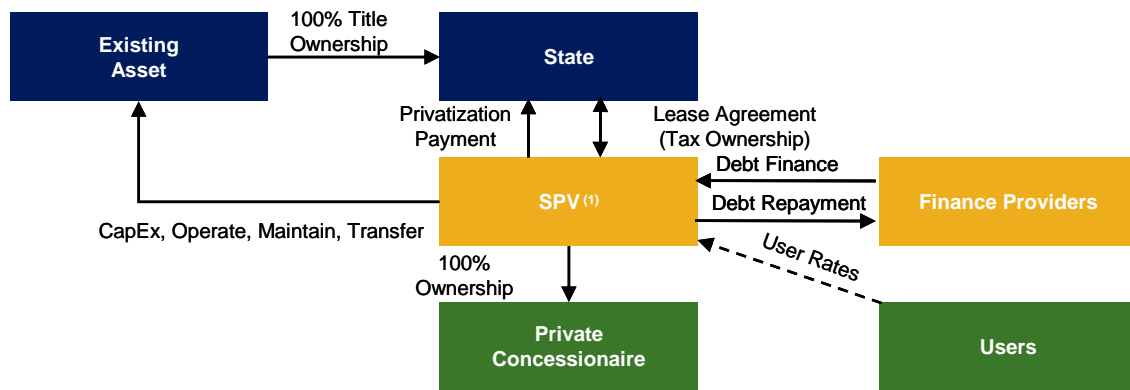 100% Title
Ownership
Existing
Asset
State
Privatization
Payment
Lease Agreement
(Tax Ownership)
Debt Finance
SPV (1)
Finance Providers
Debt Repayment
CapEx, Operate, Maintain, Transfer
User Rates
100%
Ownership
Private
Concessionaire
Users